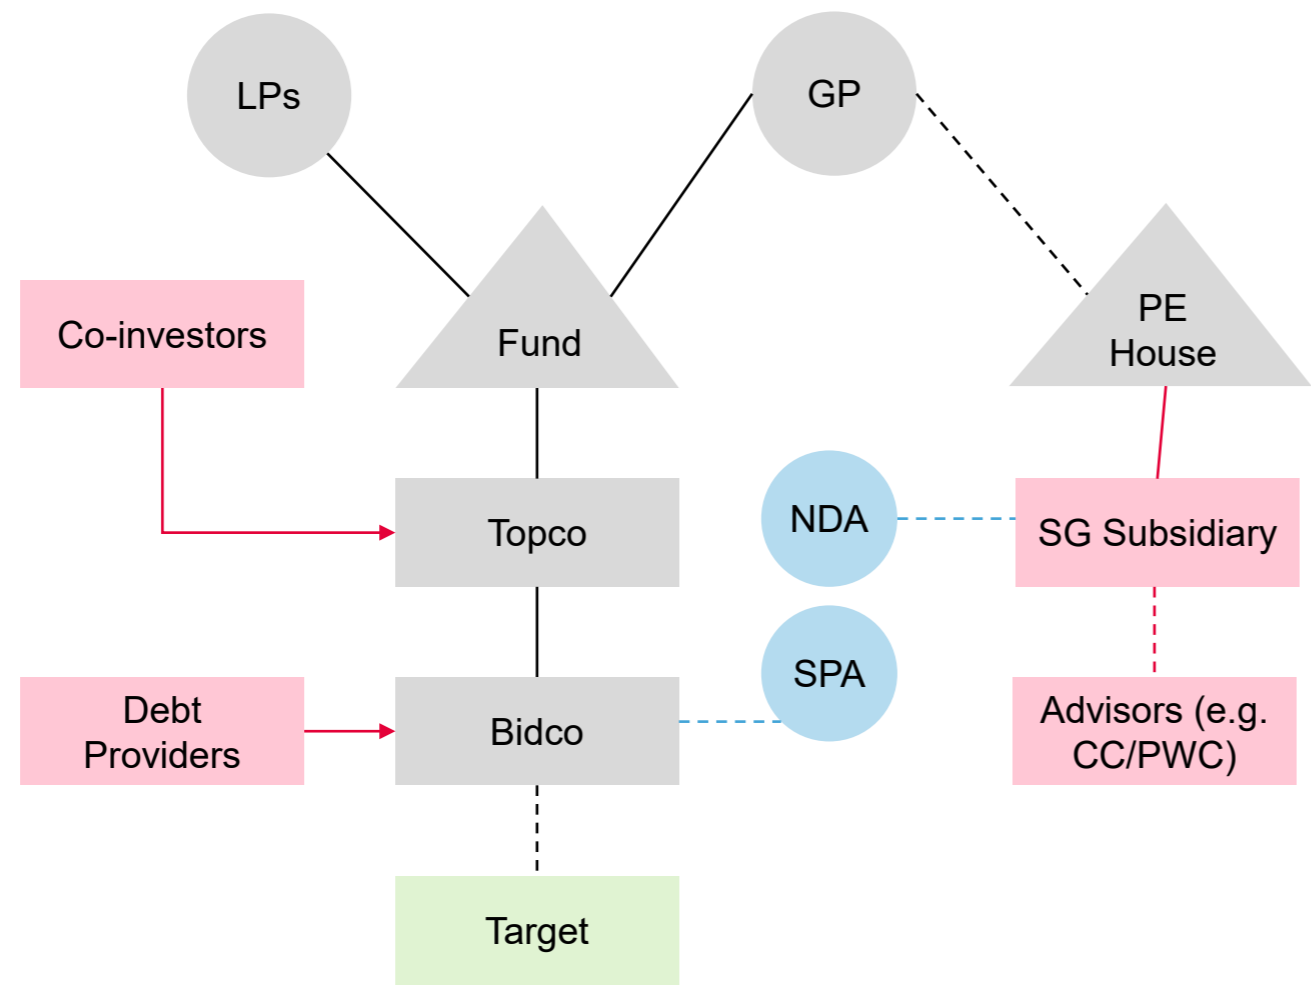 LPs
GP
Co-investors
Fund
PE
House
NDA
Topco
SG Subsidiary
SPA
Debt
Providers
Bidco
Advisors (e.g.
CC/PWC)
Target